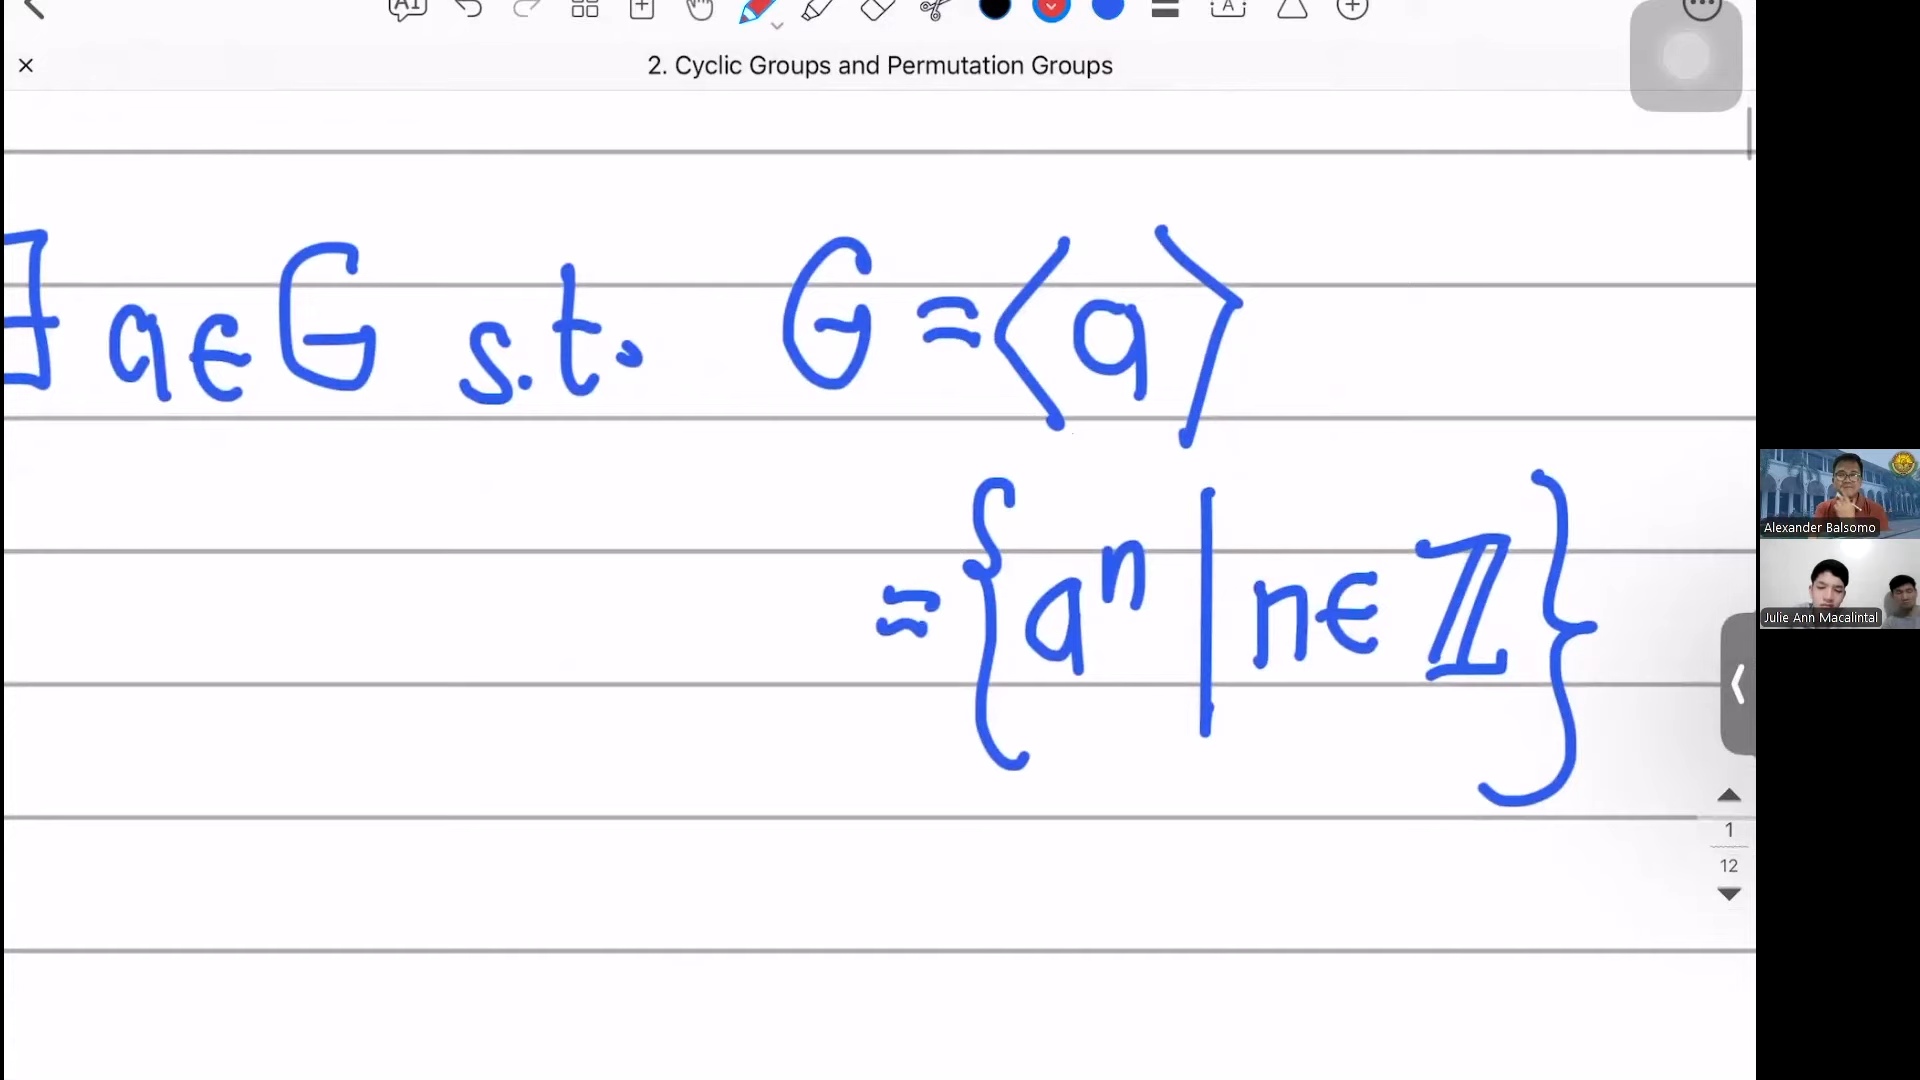 2. Cyclic Groups and Permutation Groups
∃ a ∈ G s.t. G = ⟨a⟩
= {aⁿ | n ∈ ℤ}
Alexander Balsomo
Julie Ann Macalintal
1
12